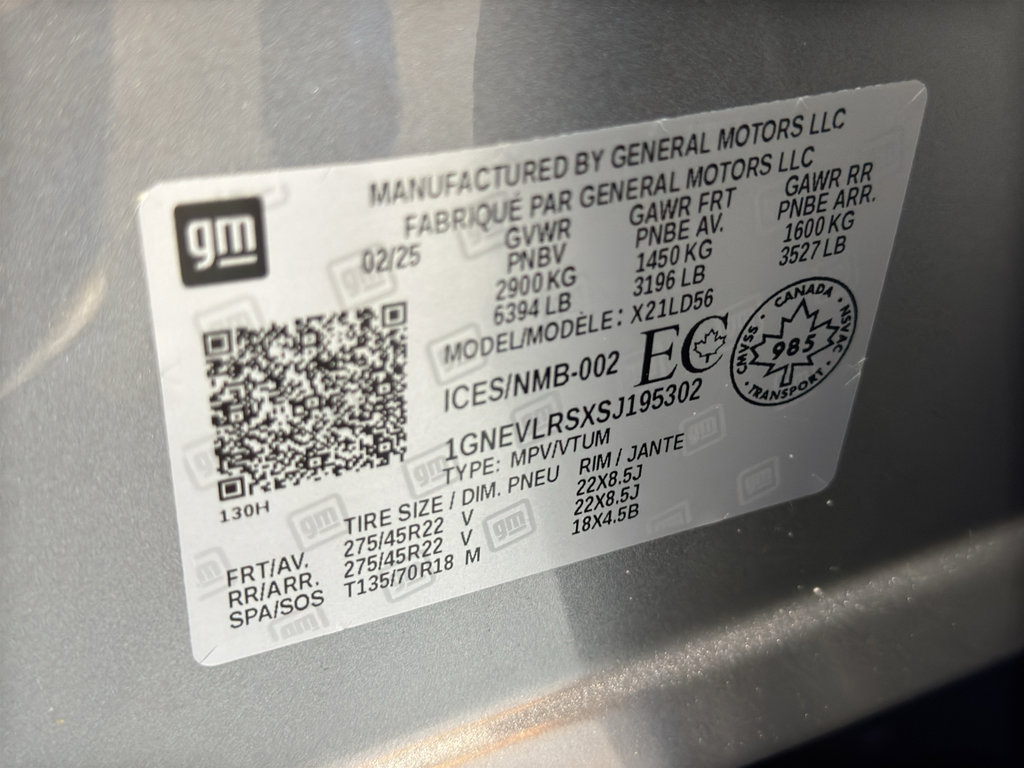 gm
MANUFACTURED BY GENERAL MOTORS LLC
FABRIQUÉ PAR GENERAL MOTORS LLC
02/25
GVWR GAWR FRT GAWR RR
PNBV PNBE AV. PNBE ARR.
2900 KG 1450 KG 1600 KG
6394 LB 3196 LB 3527 LB
MODEL/MODÈLE: X21LD56
ICES/NMB-002 EC
CANADA
CMVSS 985 NSVAC
TRANSPORT
1GNEVLRSXSJ195302
TYPE: MPV/VTUM
130H
TIRE SIZE / DIM. PNEU RIM / JANTE
FRT/AV. 275/45R22 V 22X8.5J
RR/ARR. 275/45R22 V 22X8.5J
SPA/SOS T135/70R18 M 18X4.5B